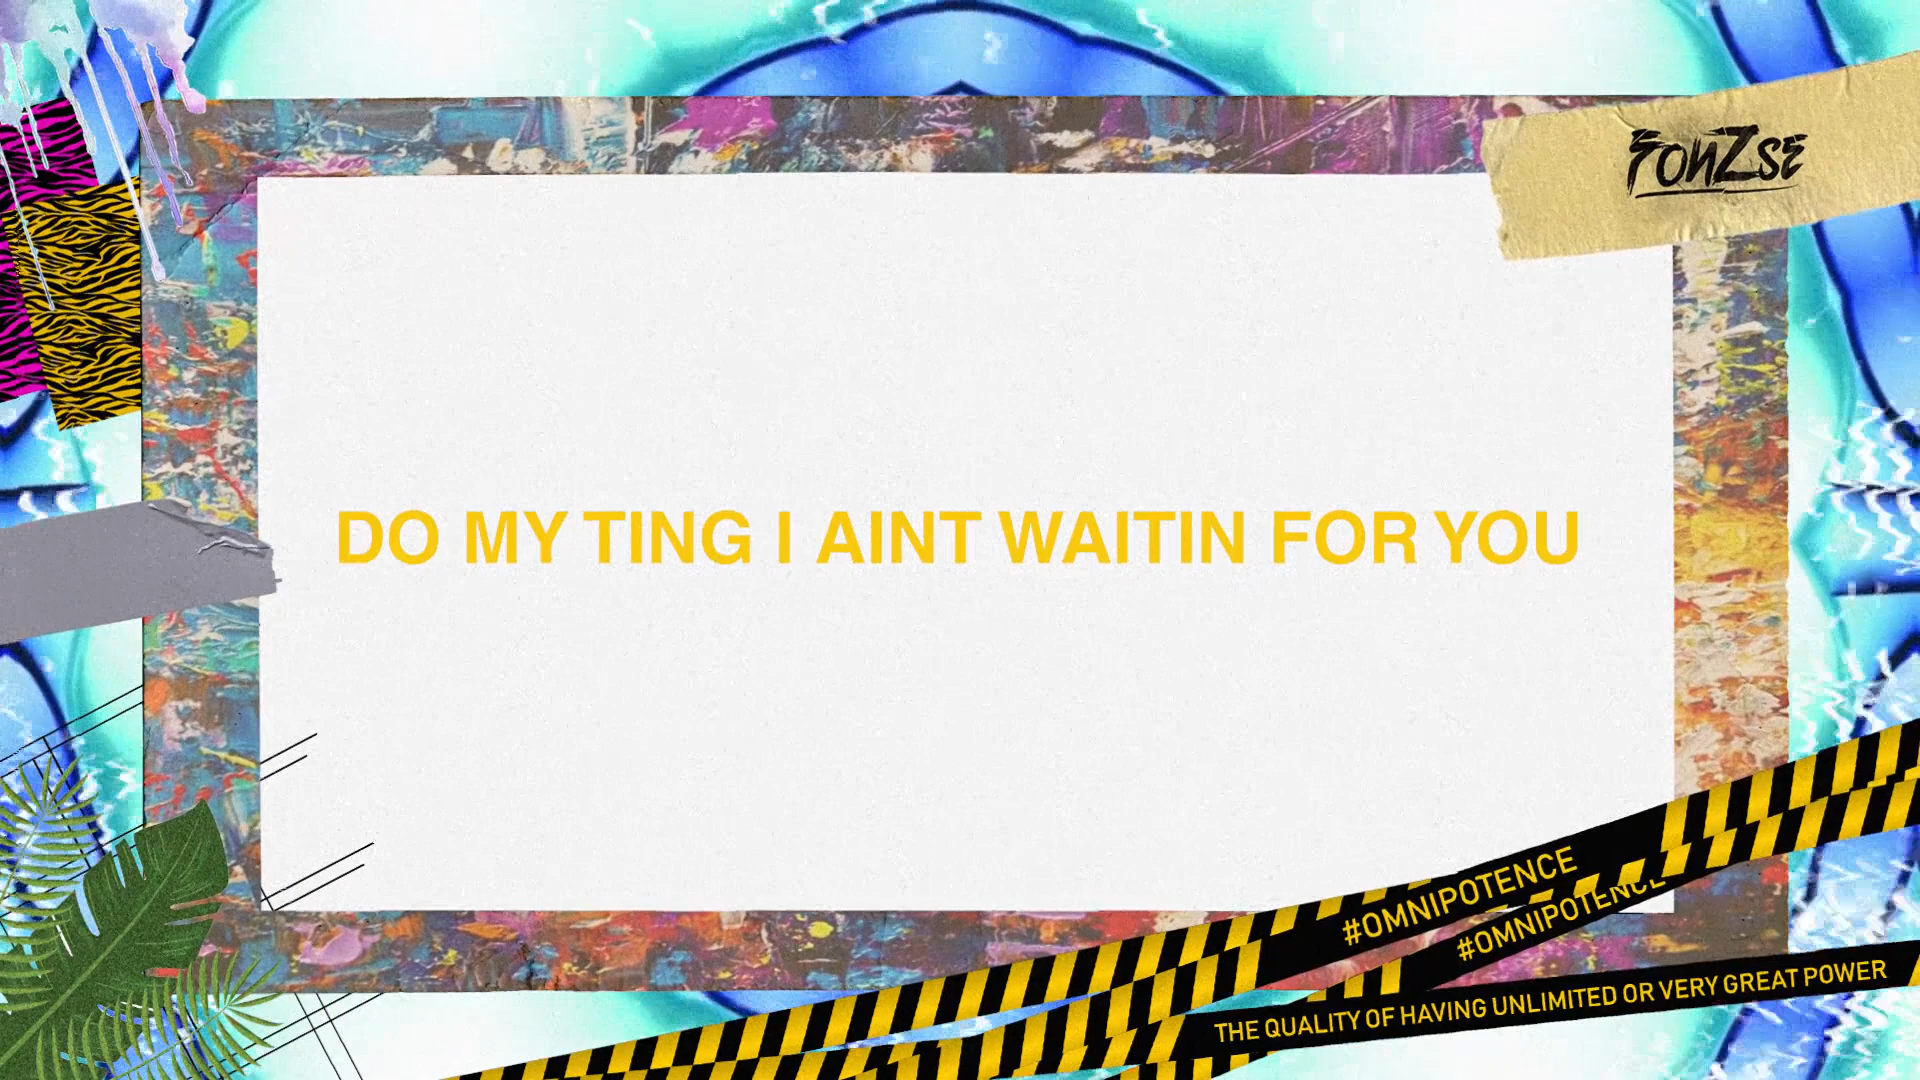 FONZSE
DO MY TING I AINT WAITIN FOR YOU
#OMNIPOTENCE
#OMNIPOTENCE
THE QUALITY OF HAVING UNLIMITED OR VERY GREAT POWER